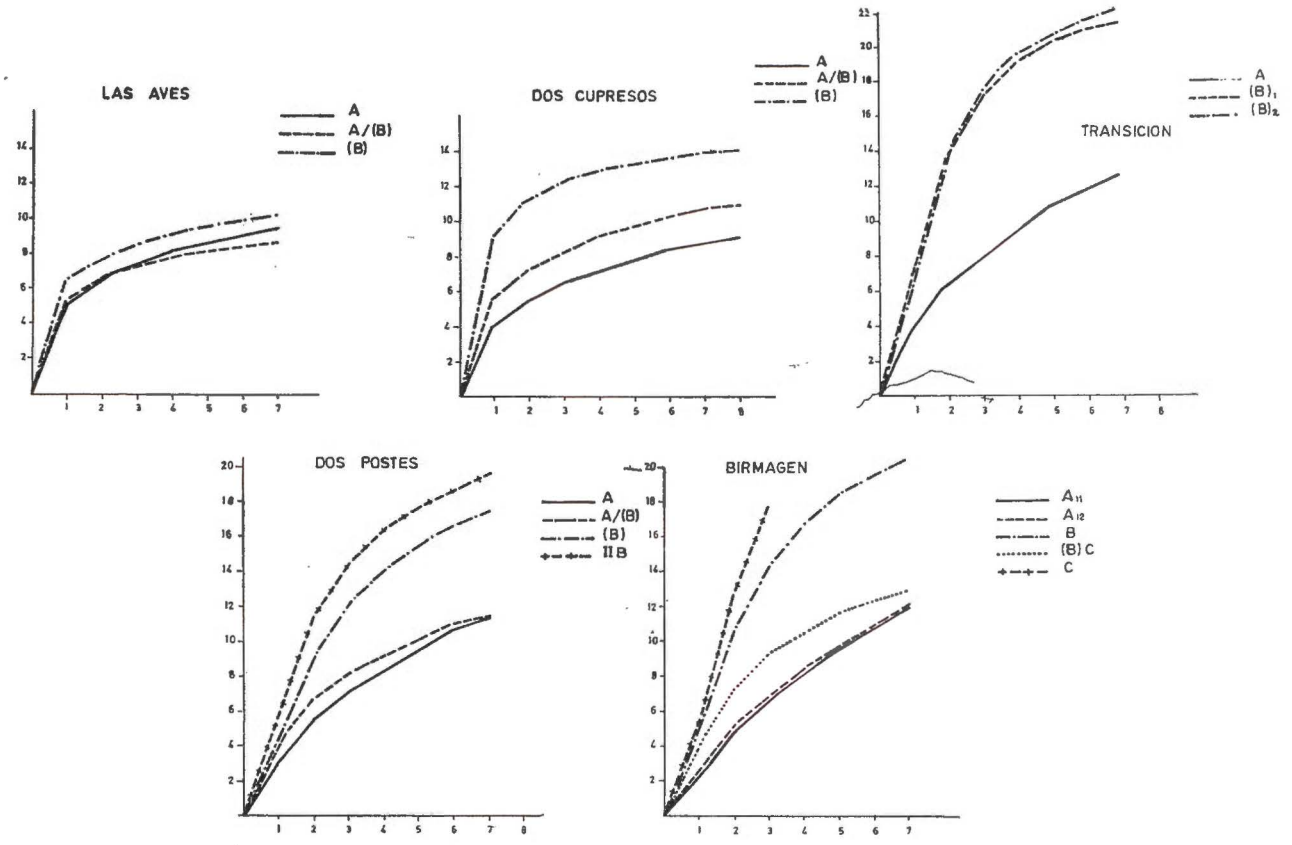 LAS AVES
A
A/(B)
(B)
14
12
10
8
6
4
2
1 2 3 4 5 6 7
DOS CUPRESOS
A
A/(B)
(B)
14
12
10
8
6
4
2
1 2 3 4 5 6 7 8
TRANSICION
A
(B)₁
(B)₂
22
20
18
16
14
12
10
8
6
4
2
1 2 3 4 5 6 7 8
DOS POSTES
A
A/(B)
(B)
II B
20
18
16
14
12
10
8
6
4
2
1 2 3 4 5 6 7 8
BIRMAGEN
A₁₁
A₁₂
B
(B) C
C
20
18
16
14
12
10
8
6
4
2
1 2 3 4 5 6 7